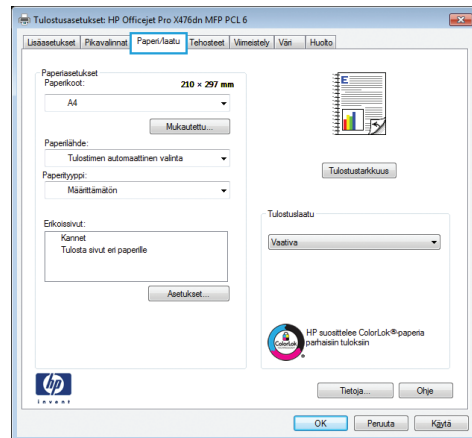 Tulostusasetukset: HP Officejet Pro X476dn MFP PCL 6
Lisäasetukset Pikavalinnat Paperi/laatu Tehosteet Viimeistely Väri Huolto
Paperiasetukset
Paperikoot: 210 × 297 mm
A4
Mukautettu...
Paperilähde:
Tulostimen automaattinen valinta
Paperityyppi:
Määrittämätön
Erikoissivut:
Kannet
Tulosta sivut eri paperille
Asetukset...
E
Tulostustarkkuus
Tulostuslaatu
Vaativa
ColorLok
HP suosittelee ColorLok®-paperia
parhaisiin tuloksiin
hp
invent
Tietoja... Ohje
OK Peruuta Käytä